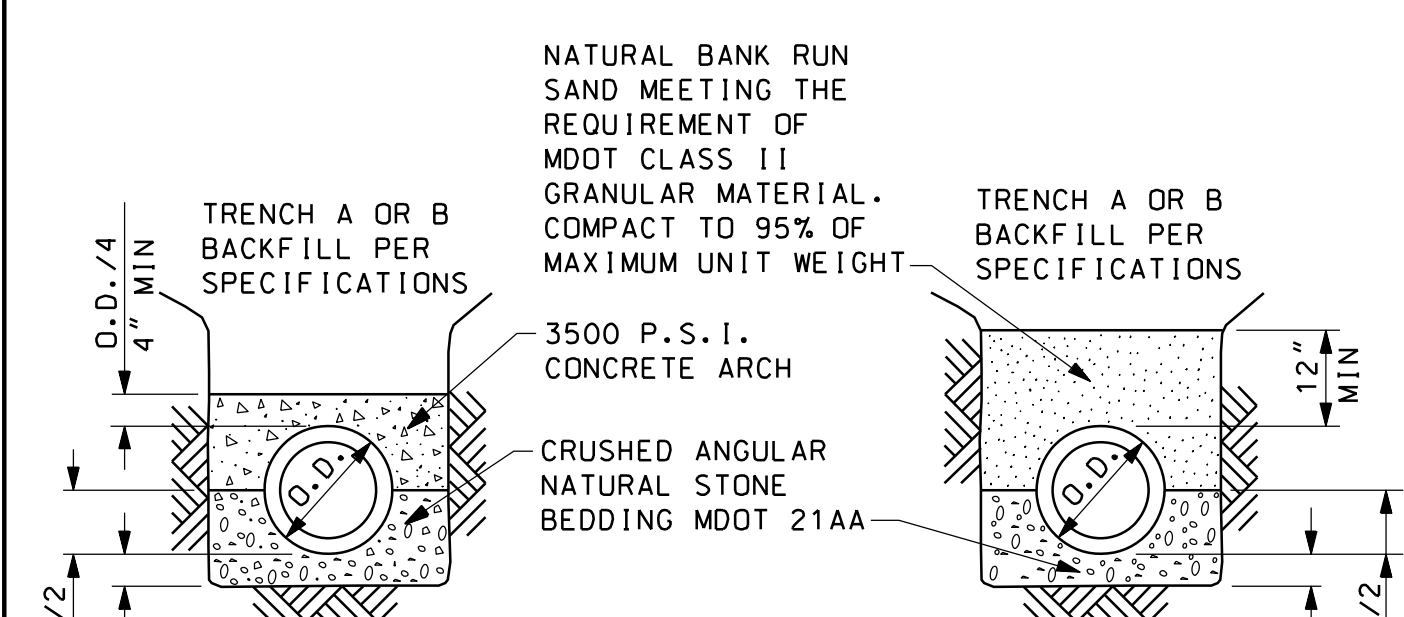 NATURAL BANK RUN
SAND MEETING THE
REQUIREMENT OF
MDOT CLASS II
GRANULAR MATERIAL.
COMPACT TO 95% OF
MAXIMUM UNIT WEIGHT
TRENCH A OR B
BACKFILL PER
SPECIFICATIONS
TRENCH A OR B
BACKFILL PER
SPECIFICATIONS
O.D./4
4" MIN
3500 P.S.I.
CONCRETE ARCH
12"
MIN
CRUSHED ANGULAR
NATURAL STONE
BEDDING MDOT 21AA
O.D.
O.D.
/2
/2